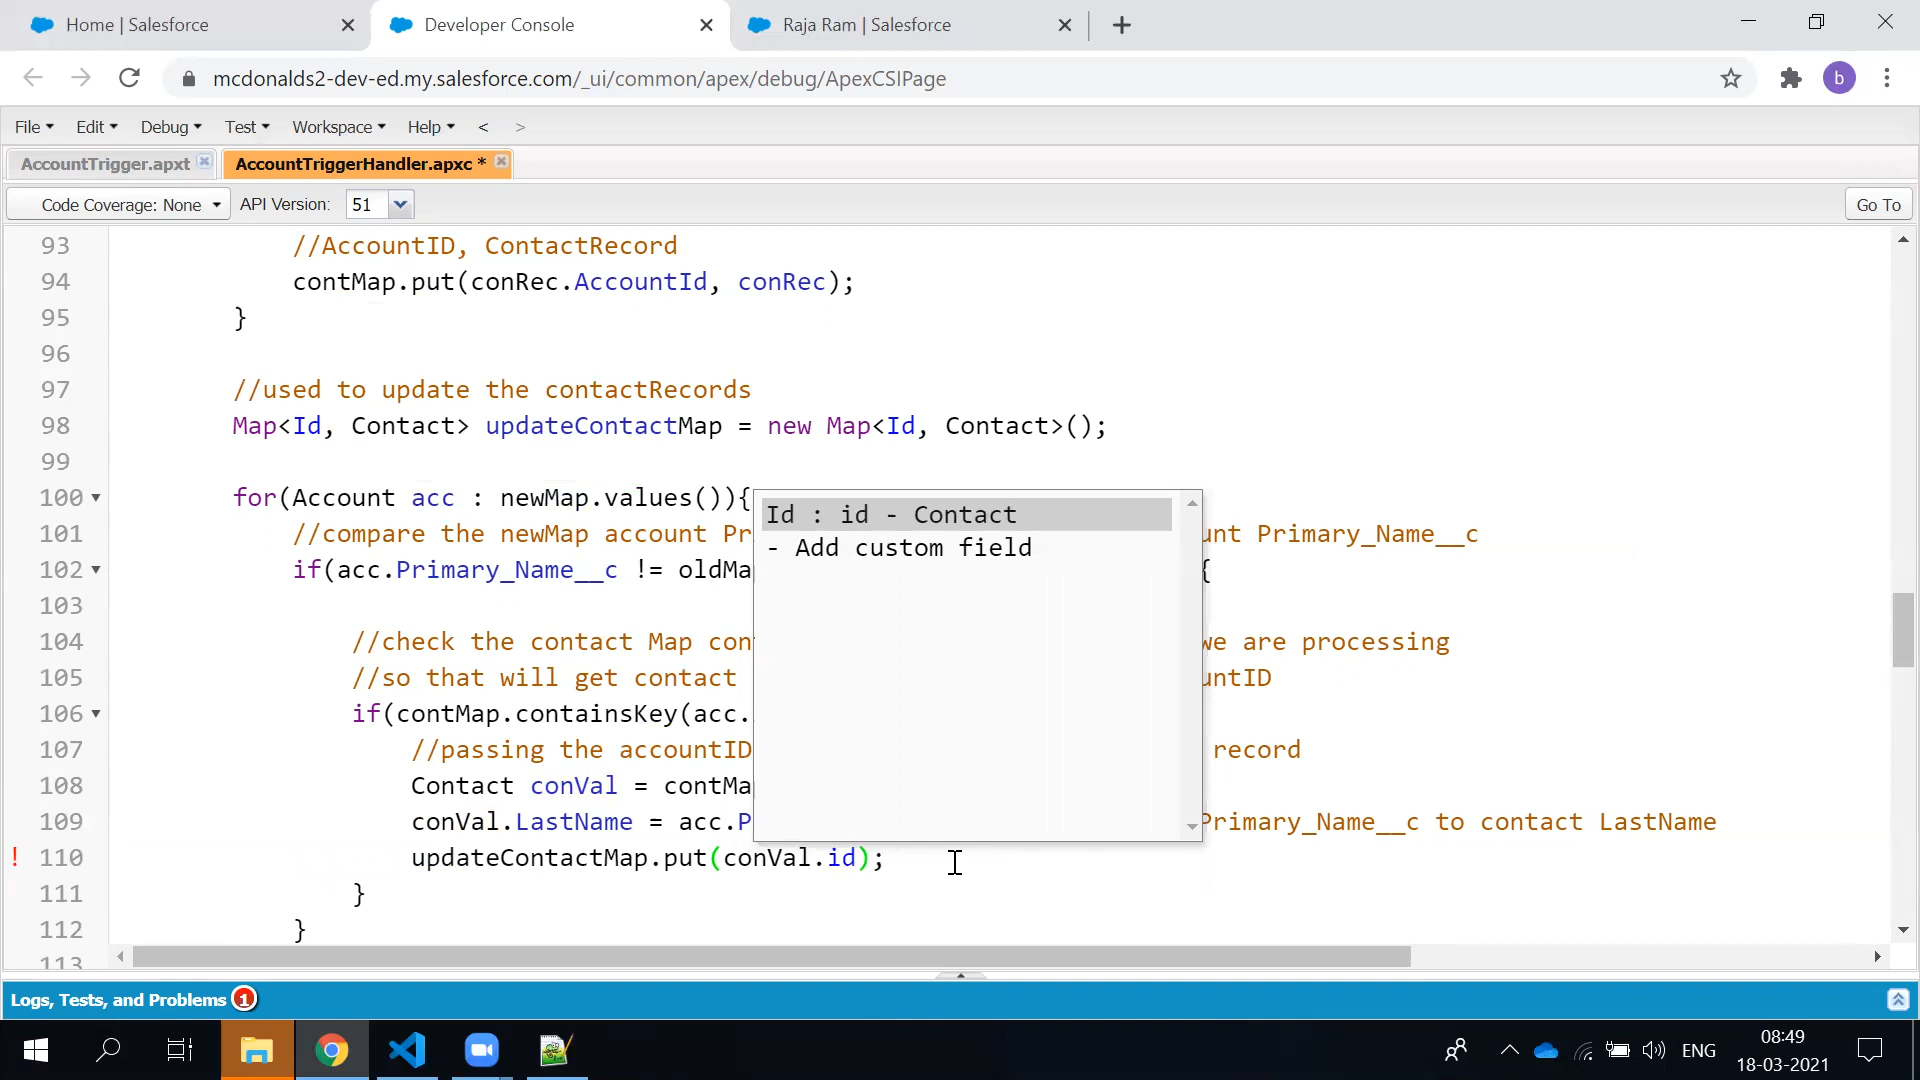 Home | Salesforce
Developer Console
Raja Ram | Salesforce
mcdonalds2-dev-ed.my.salesforce.com/_ui/common/apex/debug/ApexCSIPage
b
File Edit Debug Test Workspace Help < >
AccountTrigger.apxt
AccountTriggerHandler.apxc *
Code Coverage: None API Version: 51 Go To
93 //AccountID, ContactRecord
94 contMap.put(conRec.AccountId, conRec);
95 }
96
97 //used to update the contactRecords
98 Map<Id, Contact> updateContactMap = new Map<Id, Contact>();
99
100 for(Account acc : newMap.values()){
101 //compare the newMap account Pr unt Primary_Name__c
102 if(acc.Primary_Name__c != oldMa {
103
104 //check the contact Map con we are processing
105 //so that will get contact untID
106 if(contMap.containsKey(acc.
107 //passing the accountID record
108 Contact conVal = contMa
109 conVal.LastName = acc.P Primary_Name__c to contact LastName
! 110 updateContactMap.put(conVal.id);
111 }
112 }
113
Id : id - Contact
- Add custom field
Logs, Tests, and Problems 1
ENG
08:49
18-03-2021